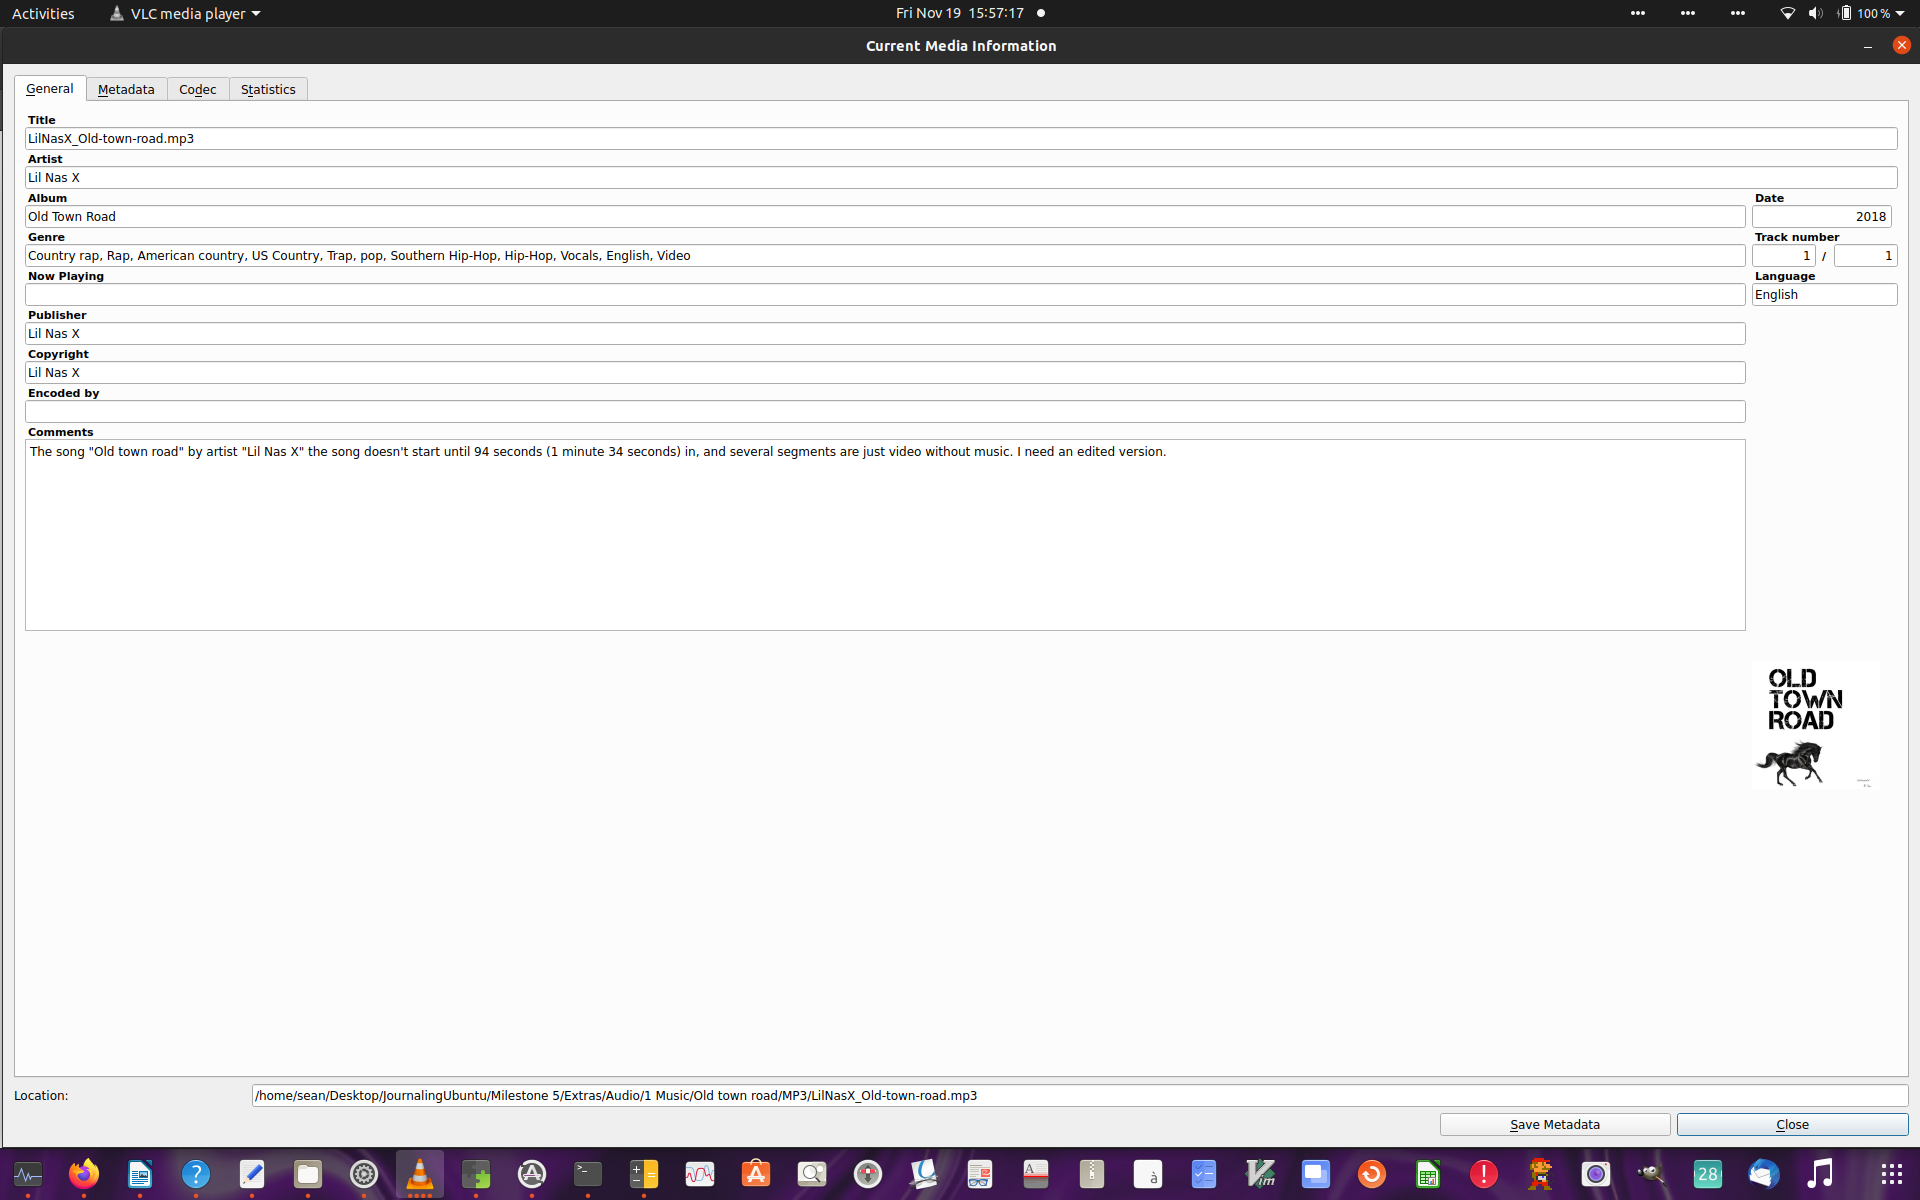 Activities
VLC media player
Fri Nov 19 15:57:17
100 %
Current Media Information
General
Metadata
Codec
Statistics
Title
LilNasX_Old-town-road.mp3
Artist
Lil Nas X
Album
Date
Old Town Road
2018
Genre
Track number
Country rap, Rap, American country, US Country, Trap, pop, Southern Hip-Hop, Hip-Hop, Vocals, English, Video
1 / 1
Now Playing
Language
English
Publisher
Lil Nas X
Copyright
Lil Nas X
Encoded by
Comments
The song "Old town road" by artist "Lil Nas X" the song doesn't start until 94 seconds (1 minute 34 seconds) in, and several segments are just video without music. I need an edited version.
OLD
TOWN
ROAD
Location:
/home/sean/Desktop/JournalingUbuntu/Milestone 5/Extras/Audio/1 Music/Old town road/MP3/LilNasX_Old-town-road.mp3
Save Metadata
Close
28